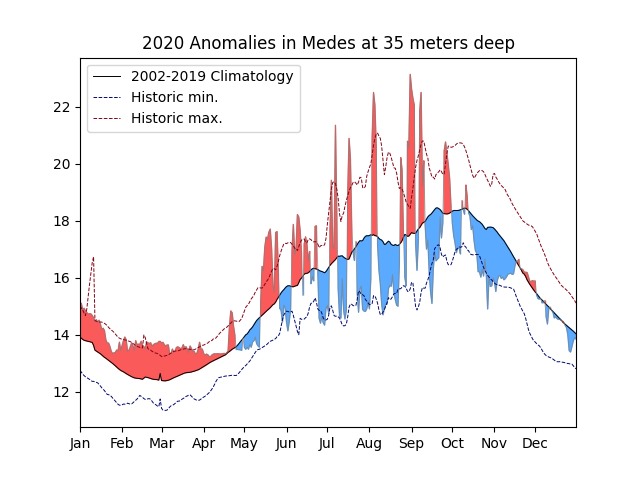 2020 Anomalies in Medes at 35 meters deep
2002-2019 Climatology
Historic min.
Historic max.
22
20
18
16
14
12
Jan Feb Mar Apr May Jun Jul Aug Sep Oct Nov Dec